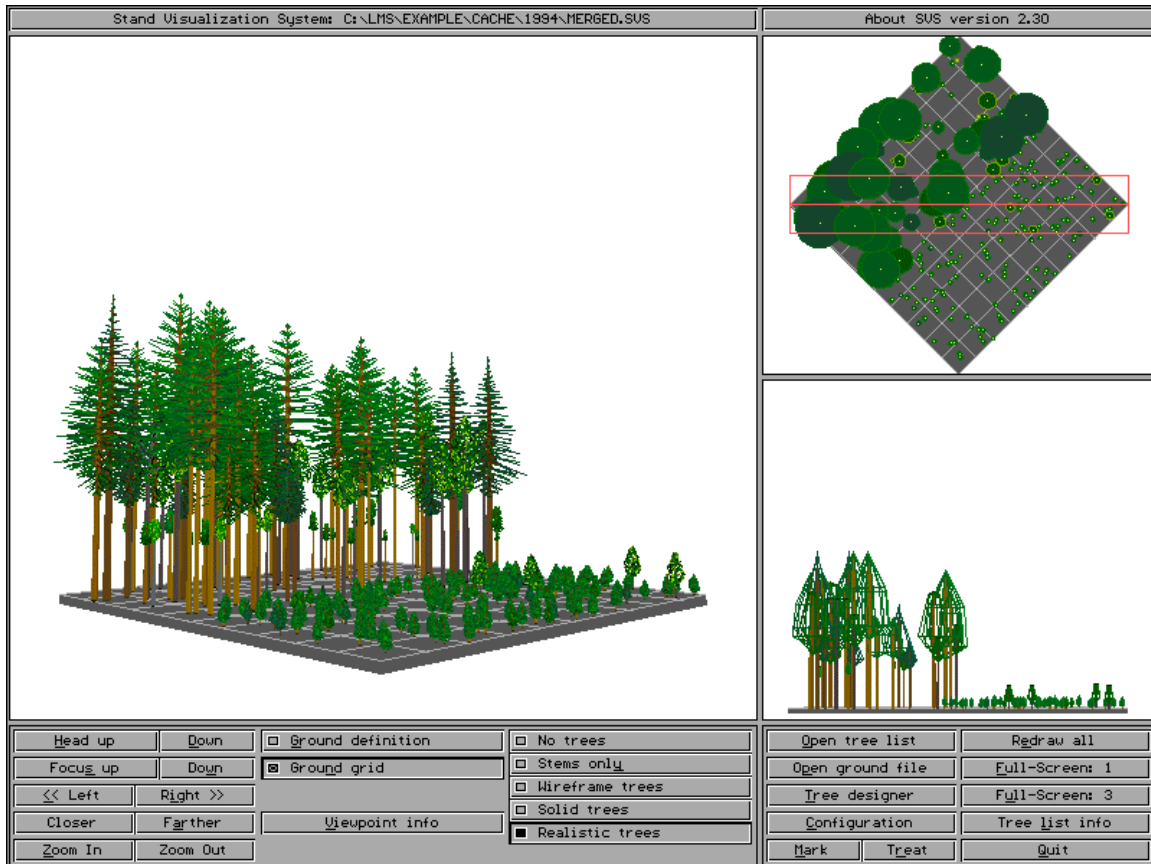 Stand Visualization System: C:\LMS\EXAMPLE\CACHE\1994\MERGED.SVS
About SVS version 2.30
Head up
Down
Ground definition
No trees
Open tree list
Redraw all
Focus up
Down
Ground grid
Stems only
Open ground file
Full-Screen: 1
<< Left
Right >>
Wireframe trees
Tree designer
Full-Screen: 3
Closer
Farther
Viewpoint info
Solid trees
Configuration
Tree list info
Zoom In
Zoom Out
Realistic trees
Mark
Treat
Quit